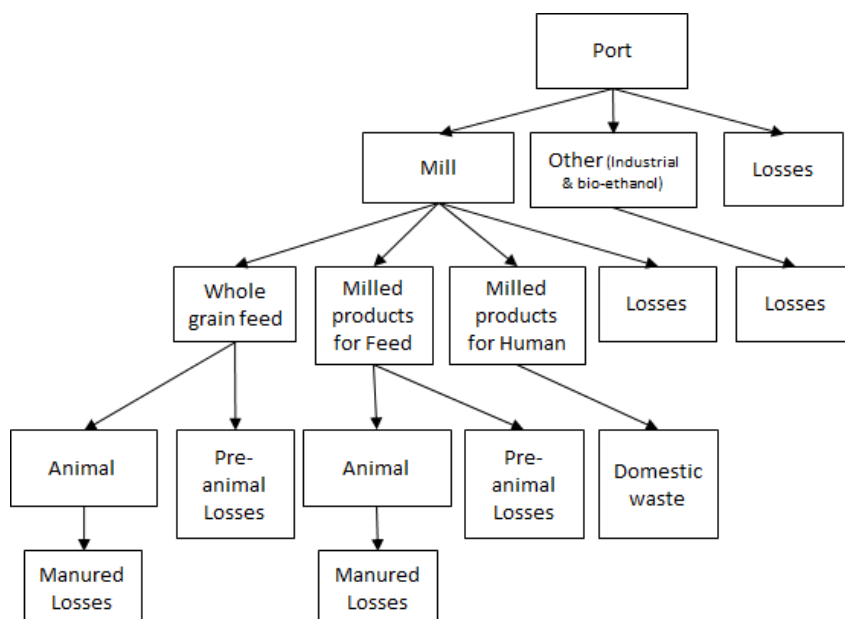 Port
Mill
Other (Industrial
& bio-ethanol)
Losses
Whole
grain feed
Milled
products
for Feed
Milled
products
for Human
Losses
Losses
Animal
Pre-
animal
Losses
Animal
Pre-
animal
Losses
Domestic
waste
Manured
Losses
Manured
Losses